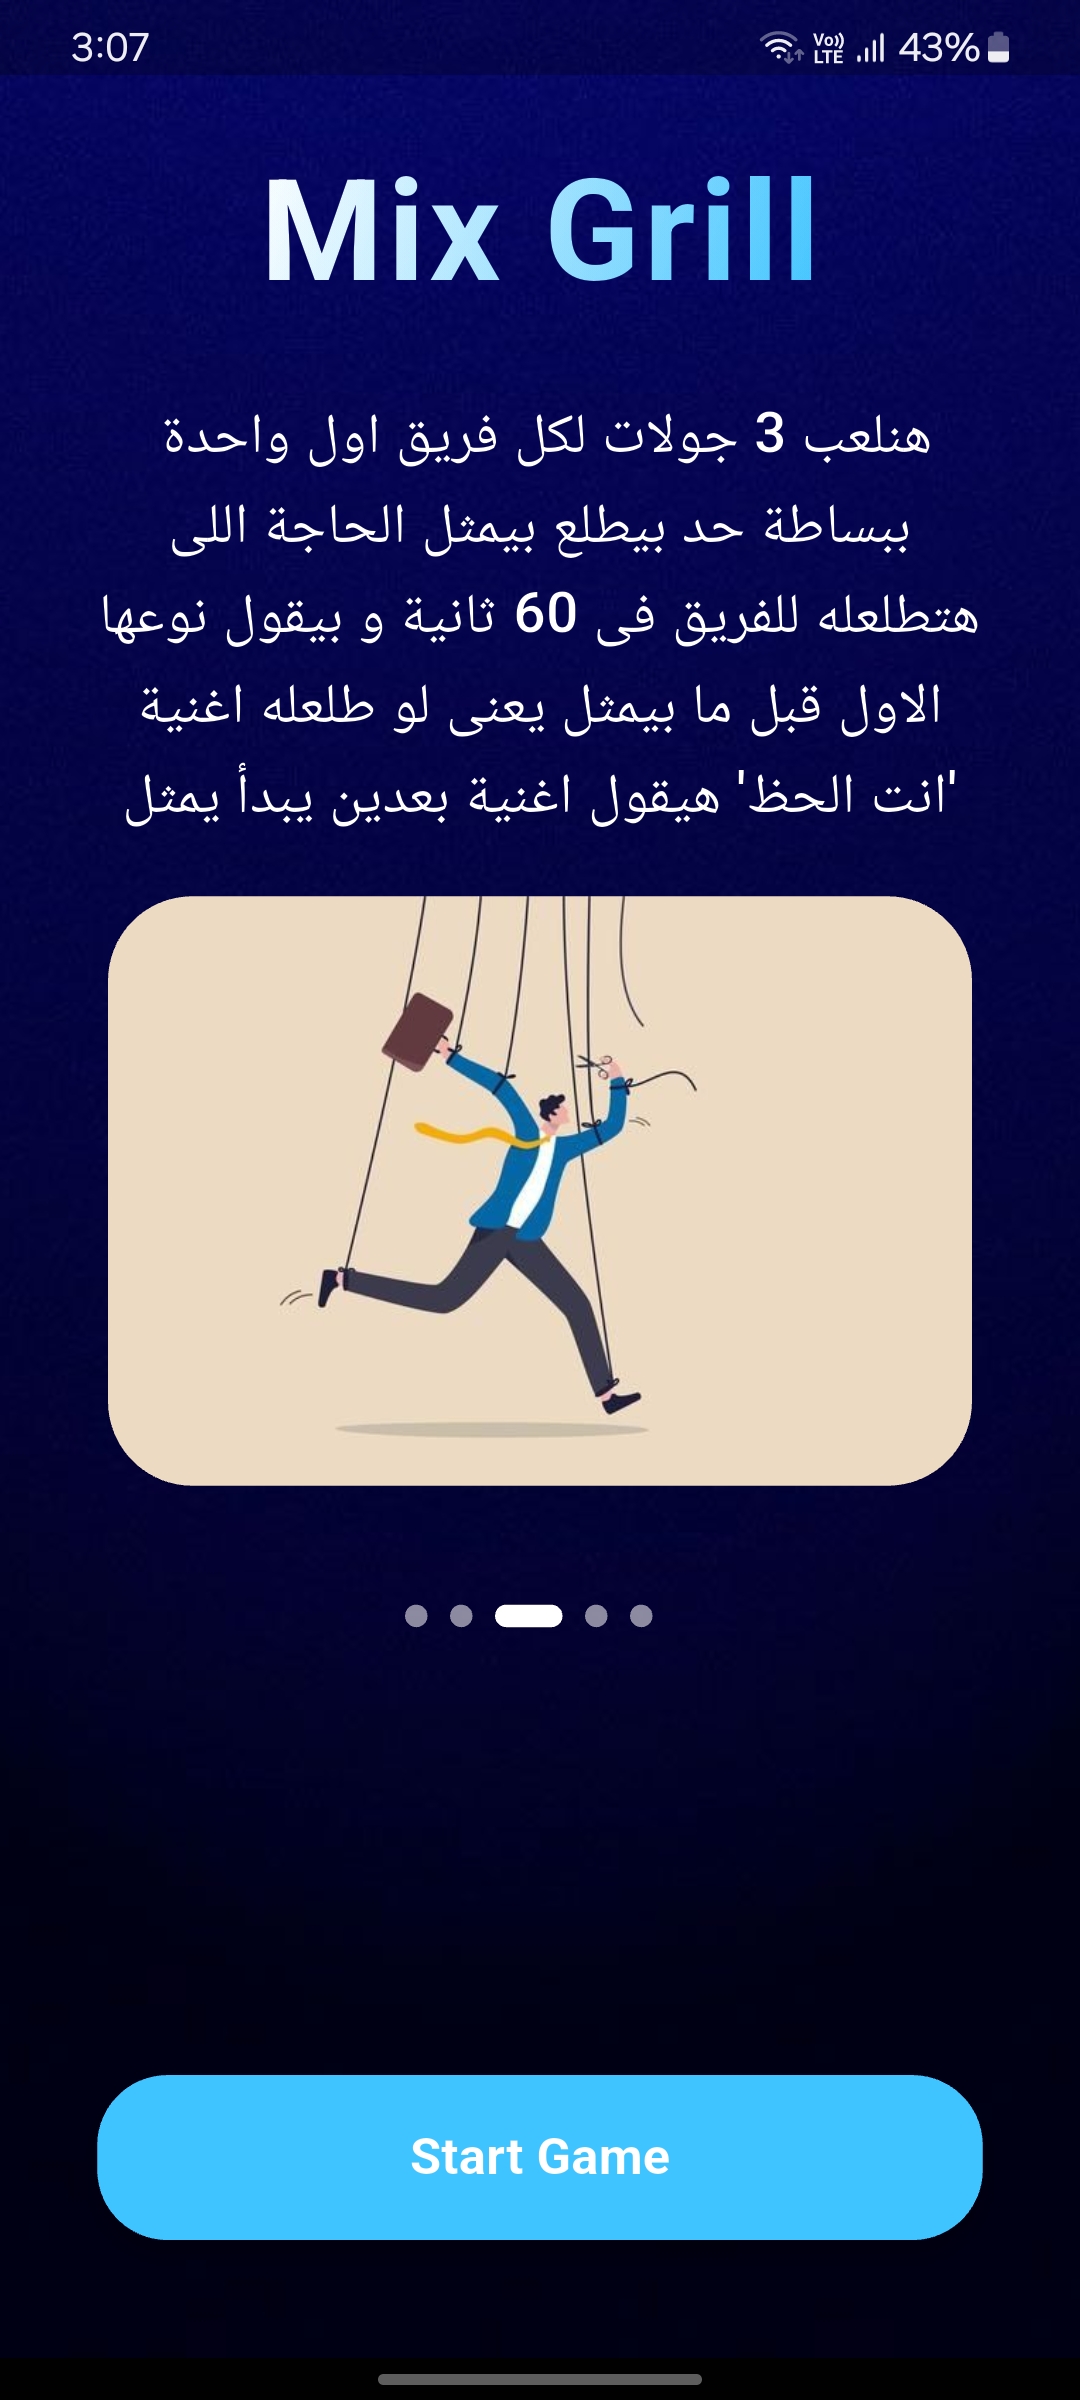 3:07
Vo)) LTE
43%
Mix Grill
هنلعب 3 جولات لكل فريق اول واحدة
ببساطة حد بيطلع بيمثل الحاجة اللى
هتطلعله للفريق فى 60 ثانية و بيقول نوعها
الاول قبل ما بيمثل يعنى لو طلعله اغنية
'انت الحظ' هيقول اغنية بعدين يبدأ يمثل
Start Game